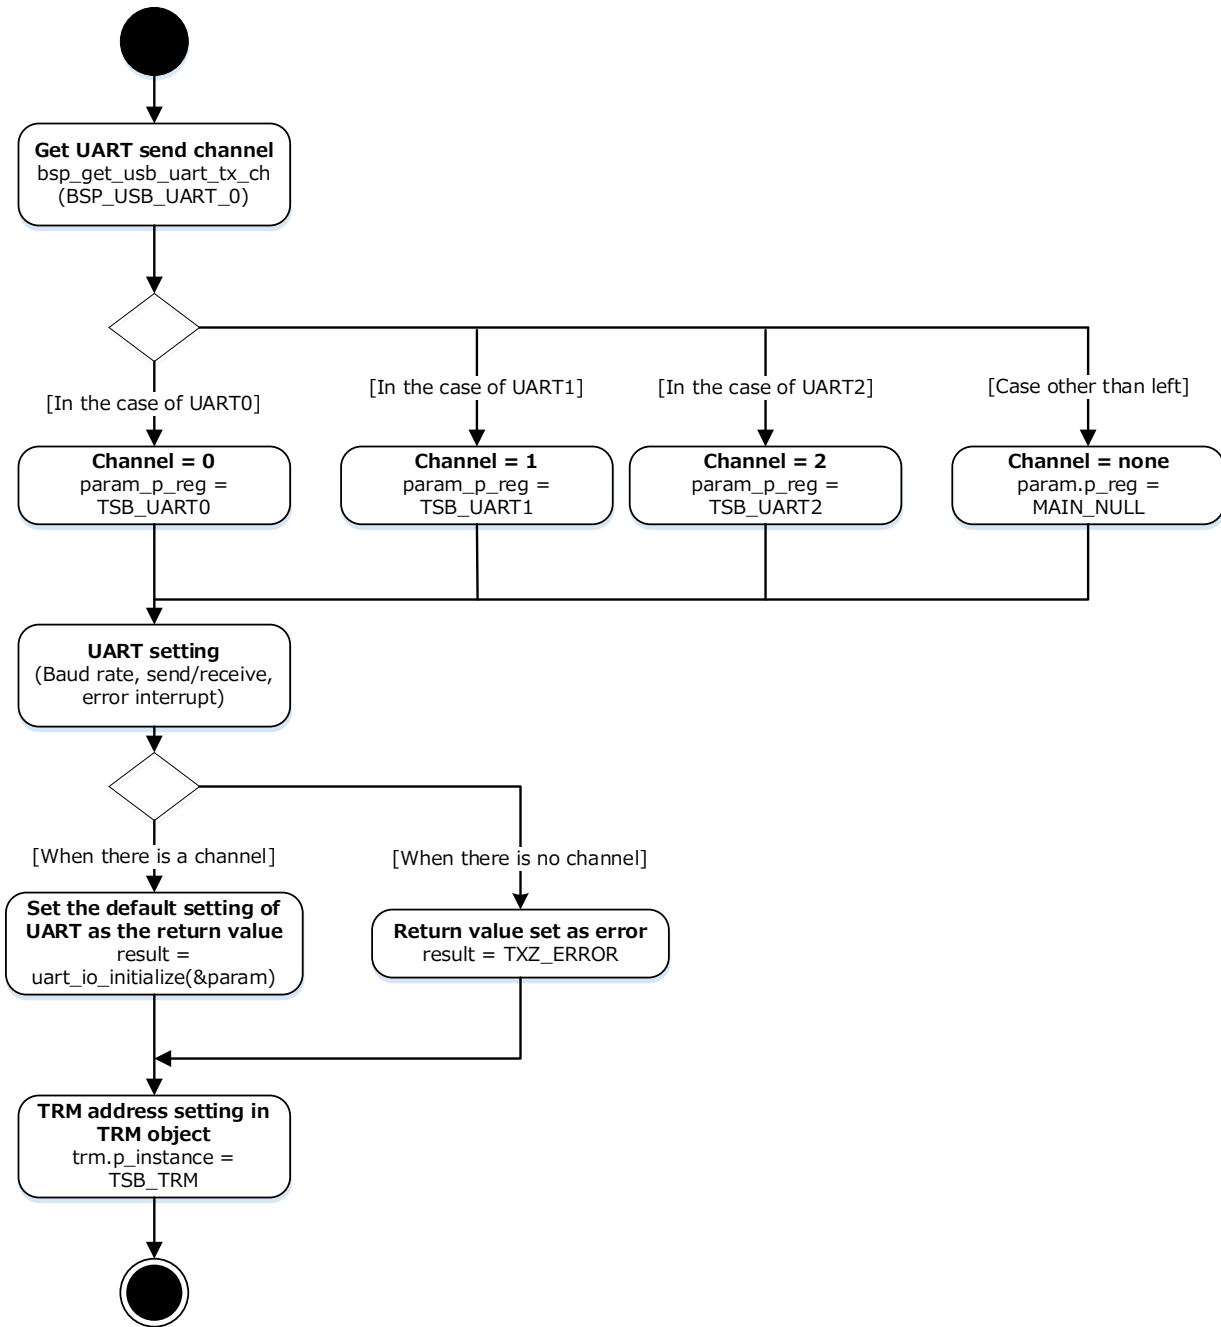 Get UART send channel
bsp_get_usb_uart_tx_ch
(BSP_USB_UART_0)
[In the case of UART0]
[In the case of UART1]
[In the case of UART2]
[Case other than left]
Channel = 0
param_p_reg =
TSB_UART0
Channel = 1
param_p_reg =
TSB_UART1
Channel = 2
param_p_reg =
TSB_UART2
Channel = none
param.p_reg =
MAIN_NULL
UART setting
(Baud rate, send/receive,
error interrupt)
[When there is a channel]
[When there is no channel]
Set the default setting of
UART as the return value
result =
uart_io_initialize(&param)
Return value set as error
result = TXZ_ERROR
TRM address setting in
TRM object
trm.p_instance =
TSB_TRM